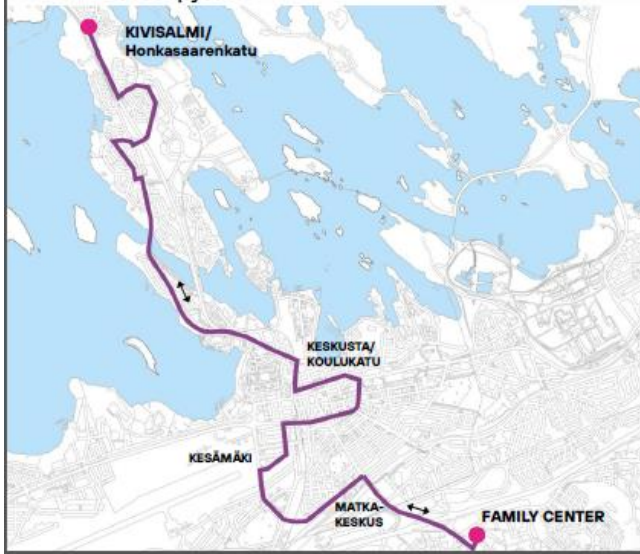 KIVISALMI/
Honkasaarenkatu
KESKUSTA/
KOULUKATU
KESÄMÄKI
MATKA-
KESKUS
FAMILY CENTER